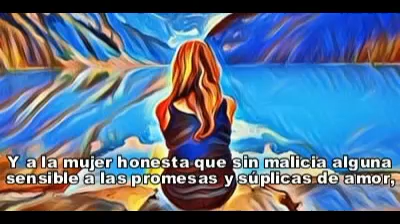 Y a la mujer honesta que sin malicia alguna
sensible a las promesas y súplicas de amor,